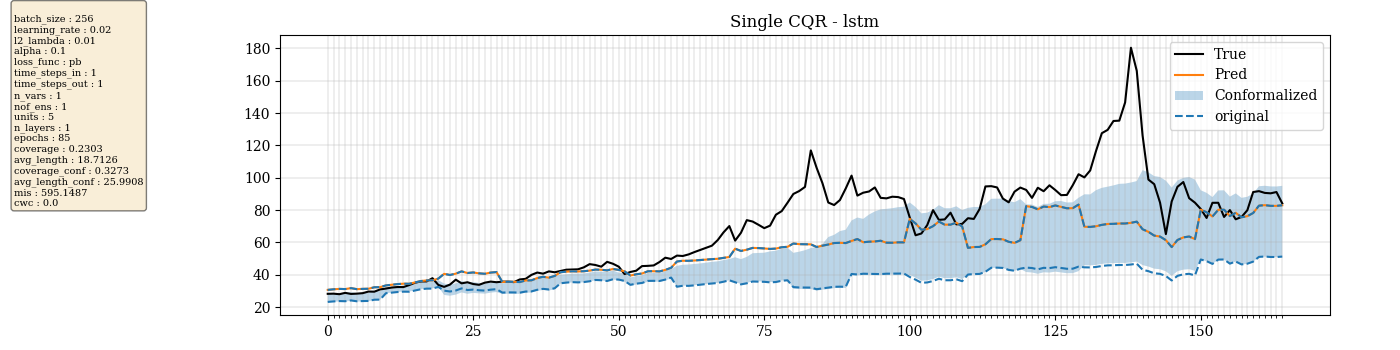 batch_size : 256
learning_rate : 0.02
l2_lambda : 0.01
alpha : 0.1
loss_func : pb
time_steps_in : 1
time_steps_out : 1
n_vars : 1
nof_ens : 1
units : 5
n_layers : 1
epochs : 85
coverage : 0.2303
avg_length : 18.7126
coverage_conf : 0.3273
avg_length_conf : 25.9908
mis : 595.1487
cwc : 0.0
Single CQR - lstm
180
160
140
120
100
80
60
40
20
0 25 50 75 100 125 150
True
Pred
Conformalized
original